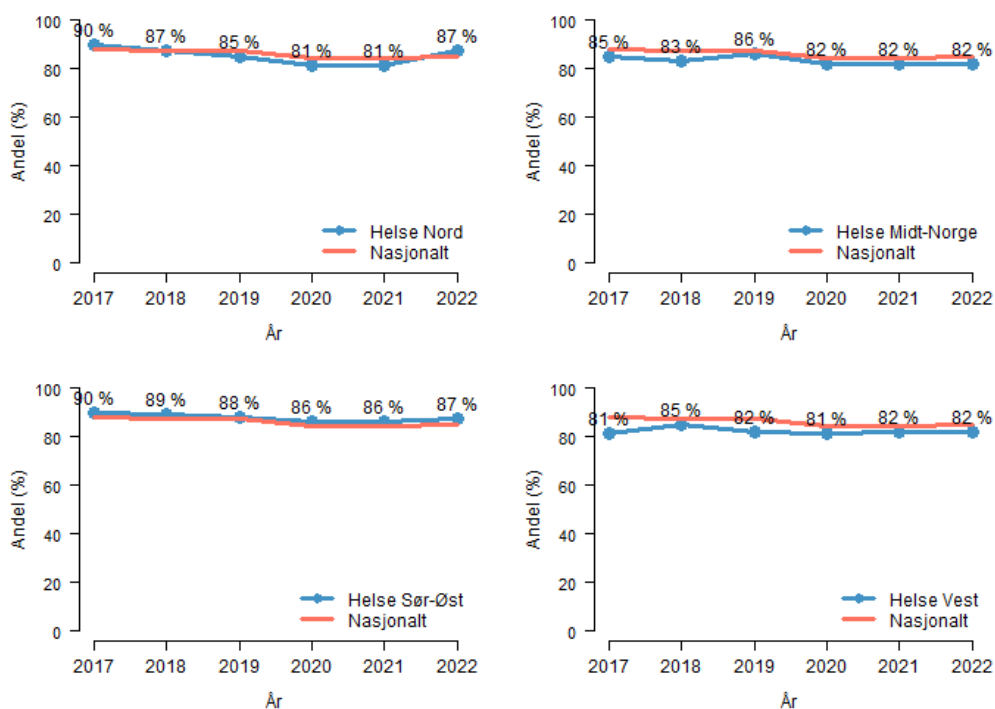 Andel (%)
100
80
60
40
20
0
90 % 87 % 85 % 81 % 81 % 87 %
Helse Nord
Nasjonalt
2017 2018 2019 2020 2021 2022
År
Andel (%)
100
80
60
40
20
0
85 % 83 % 86 % 82 % 82 % 82 %
Helse Midt-Norge
Nasjonalt
2017 2018 2019 2020 2021 2022
År
Andel (%)
100
80
60
40
20
0
90 % 89 % 88 % 86 % 86 % 87 %
Helse Sør-Øst
Nasjonalt
2017 2018 2019 2020 2021 2022
År
Andel (%)
100
80
60
40
20
0
81 % 85 % 82 % 81 % 82 % 82 %
Helse Vest
Nasjonalt
2017 2018 2019 2020 2021 2022
År